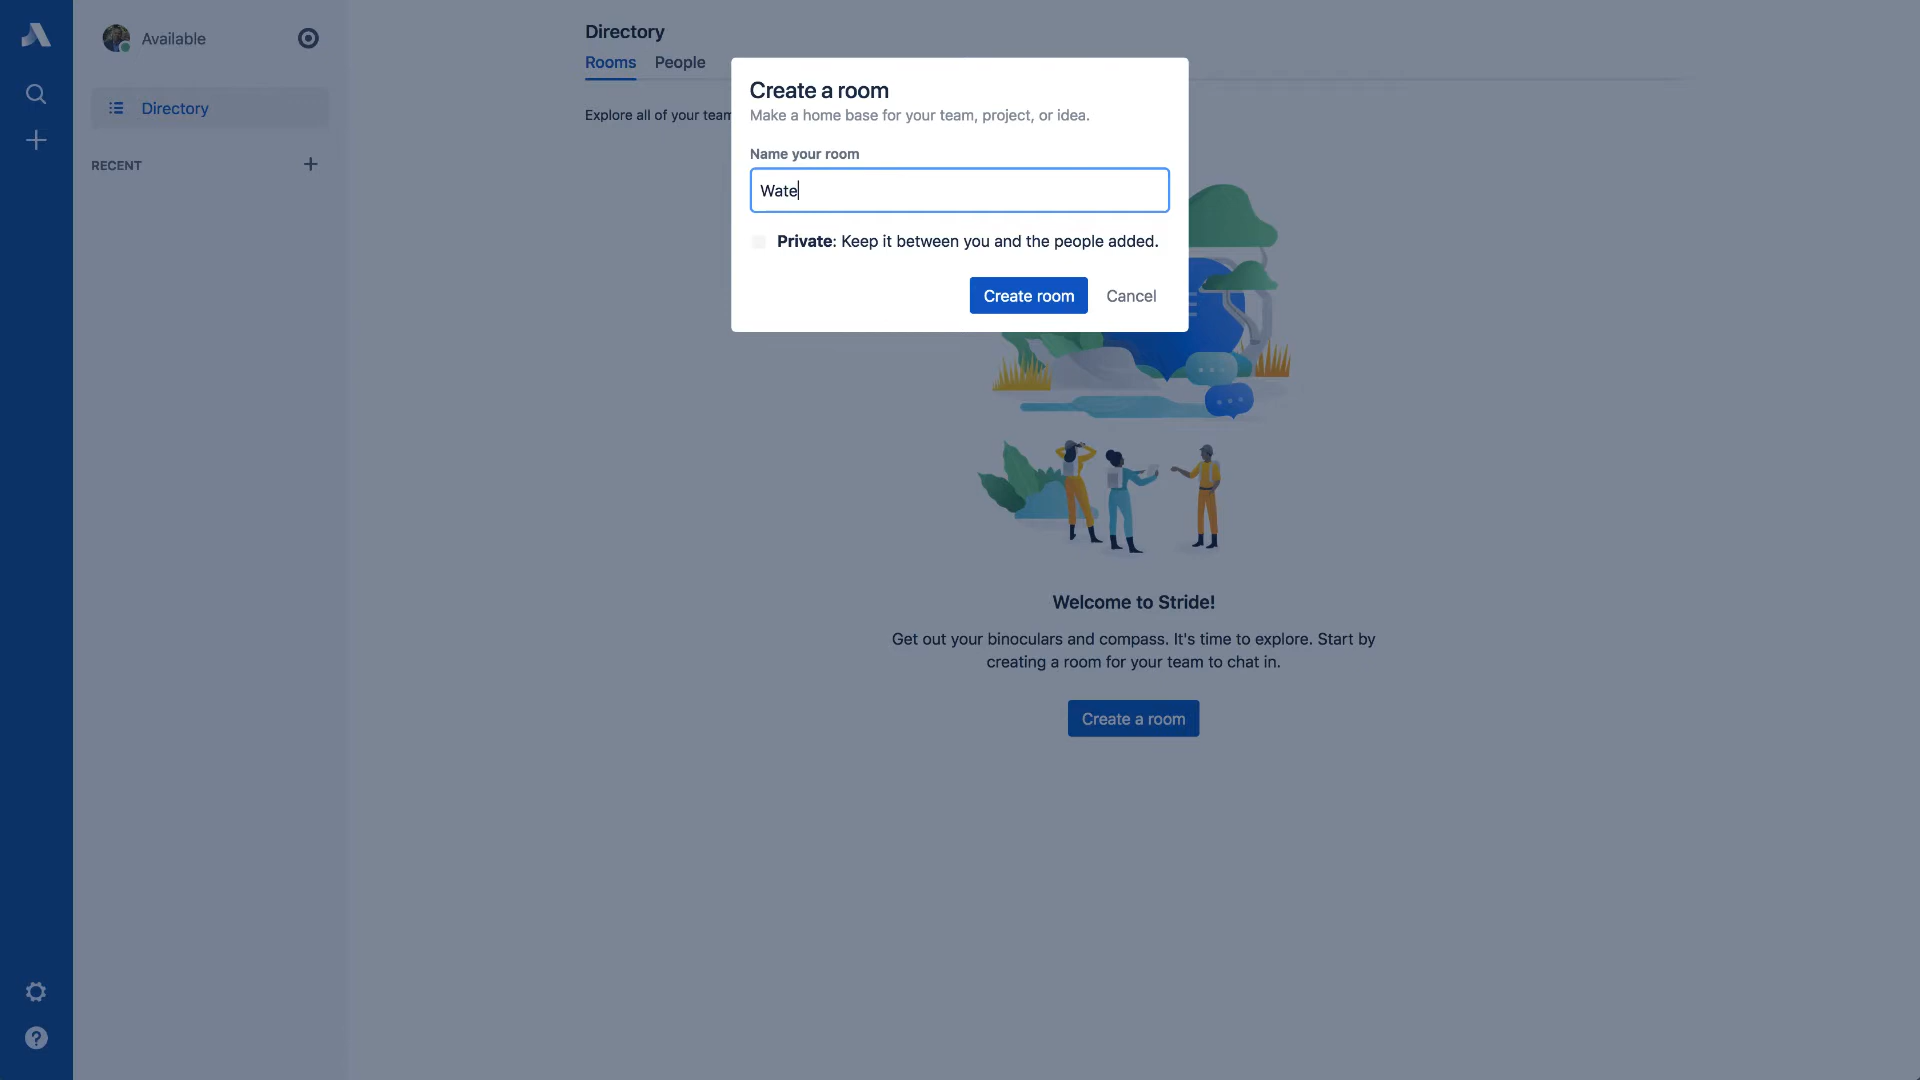 Available
Directory
RECENT
Directory
Rooms People
Explore all of your team
Create a room
Make a home base for your team, project, or idea.
Name your room
Wate
Private: Keep it between you and the people added.
Create room Cancel
Welcome to Stride!
Get out your binoculars and compass. It's time to explore. Start by
creating a room for your team to chat in.
Create a room